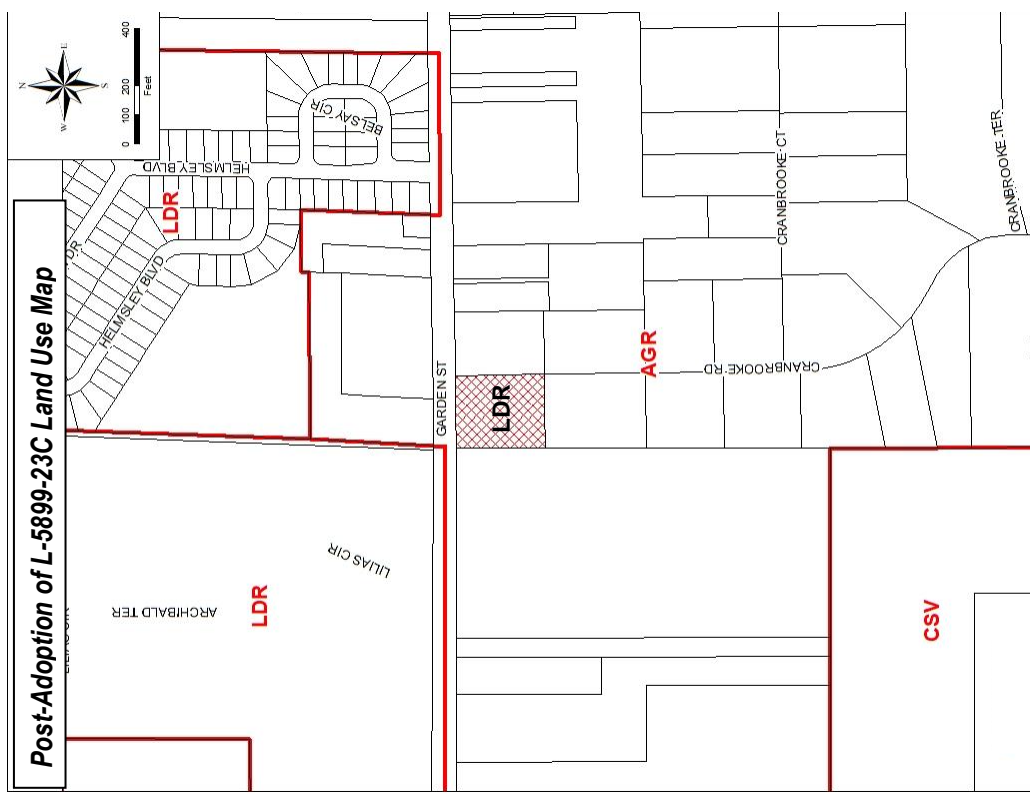 Post-Adoption of L-5899-23C Land Use Map
N
E
S
W
0 100 200 400
Feet
BELSAY CIR
HELMSLEY BLVD
LDR
DR
HELMSLEY BLVD
GARDEN ST
LDR
AGR
CRANBROOKE RD
CRANBROOKE CT
CRANBROOKE TER
LILIAS CIR
ARCHIBALD TER
LDR
CSV